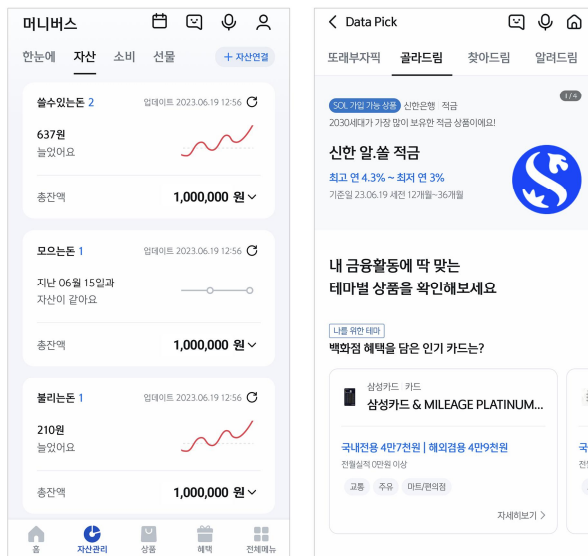 머니버스
한눈에 자산 소비 선물 + 자산연결
쓸수있는돈 2 업데이트 2023.06.19 12:56
637원
늘었어요
총잔액 1,000,000 원
모으는돈 1 업데이트 2023.06.19 12:56
지난 06월 15일과
자산이 같아요
총잔액 1,000,000 원
불리는돈 1 업데이트 2023.06.19 12:56
210원
늘었어요
총잔액 1,000,000 원
홈 자산관리 상품 혜택 전체메뉴
Data Pick
또래부자픽 골라드림 찾아드림 알려드림
1/4
SOL 가입 가능 상품 신한은행 적금
2030세대가 가장 많이 보유한 적금 상품이에요!
신한 알.쏠 적금
최고 연 4.3% ~ 최저 연 3%
기준일 23.06.19 세전 12개월~36개월
내 금융활동에 딱 맞는
테마별 상품을 확인해보세요
나를 위한 테마
백화점 혜택을 담은 인기 카드는?
삼성카드 카드
삼성카드 & MILEAGE PLATINUM...
국내전용 4만7천원 | 해외겸용 4만9천원
전월실적 0만원 이상
교통 주유 마트/편의점
자세히보기